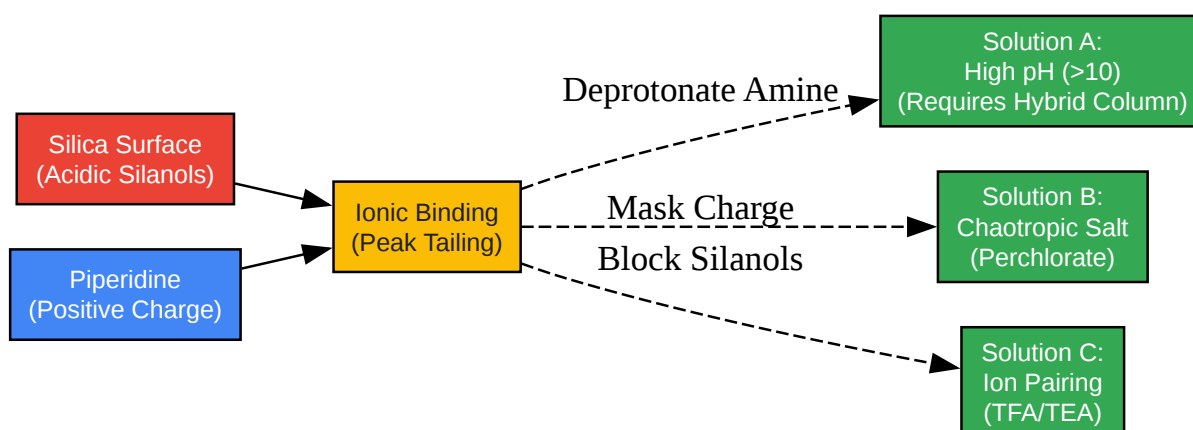 Silica Surface
(Acidic Silanols)
Piperidine
(Positive Charge)
Ionic Binding
(Peak Tailing)
Deprotonate Amine
Mask Charge
Block Silanols
Solution A:
High pH (>10)
(Requires Hybrid Column)
Solution B:
Chaotropic Salt
(Perchlorate)
Solution C:
Ion Pairing
(TFA/TEA)